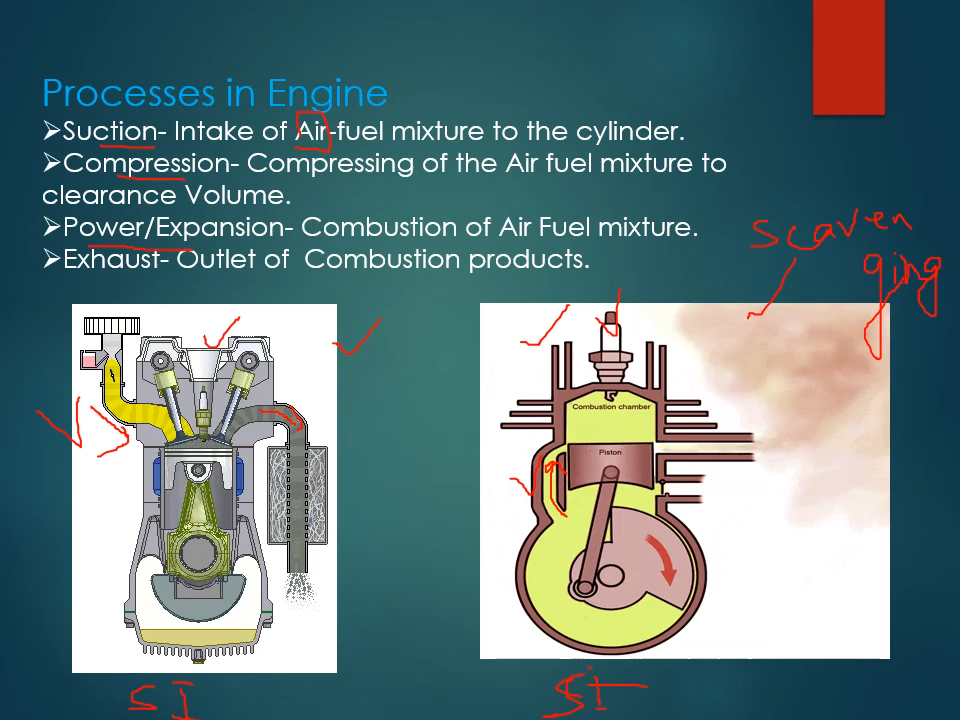 Processes in Engine
➢Suction- Intake of Air-fuel mixture to the cylinder.
➢Compression- Compressing of the Air fuel mixture to
clearance Volume.
➢Power/Expansion- Combustion of Air Fuel mixture.
➢Exhaust- Outlet of  Combustion products.
Scaven
ging
Combustion chamber
Piston
SI
SI